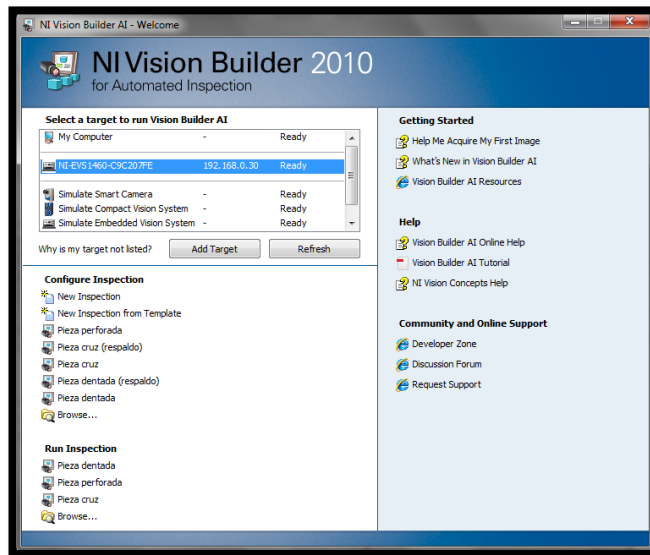 NI Vision Builder AI - Welcome
NI Vision Builder 2010
for Automated Inspection
Select a target to run Vision Builder AI
My Computer - Ready
NI-EVS1460-C9C207FE 192.168.0.30 Ready
Simulate Smart Camera - Ready
Simulate Compact Vision System - Ready
Simulate Embedded Vision System - Ready
Why is my target not listed? Add Target Refresh
Configure Inspection
New Inspection
New Inspection from Template
Pieza perforada
Pieza cruz (respaldo)
Pieza cruz
Pieza dentada (respaldo)
Pieza dentada
Browse...
Run Inspection
Pieza dentada
Pieza perforada
Pieza cruz
Browse...
Getting Started
Help Me Acquire My First Image
What's New in Vision Builder AI
Vision Builder AI Resources
Help
Vision Builder AI Online Help
Vision Builder AI Tutorial
NI Vision Concepts Help
Community and Online Support
Developer Zone
Discussion Forum
Request Support